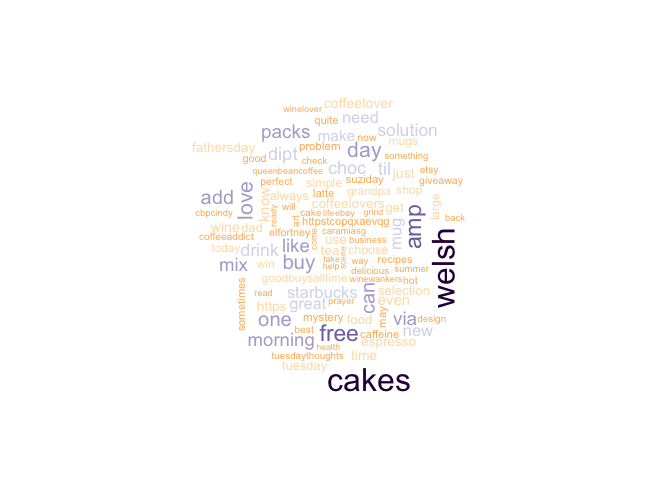 winelover
coffeelover
quite
need
packs
make
now
solution
fathersday
problem
mugs
good
dipt
day
check
something
queenbeancoffee
choc
til
just
etsy
perfect
simple
suziday
giveaway
love
know
always
latte
grandpa
shop
add
coffeelovers
get
large
cbpcindy
ready
will
cake
life
ebay
grind
mug
amp
back
wine
dad
art
httpstcopqxaevqg
coffeeaddict
elfortney
caramiasg
welsh
today
drink
like
come
use
business
tea
choose
mix
win
buy
take
scene
way
recipes
help
delicious
summer
goodbuysalltime
winewankers
hot
sometimes
read
starbucks
can
selection
https
great
prayer
even
may
one
mystery
food
via
design
best
free
caffeine
new
morning
health
espresso
tuesdaythoughts
time
tuesday
cakes